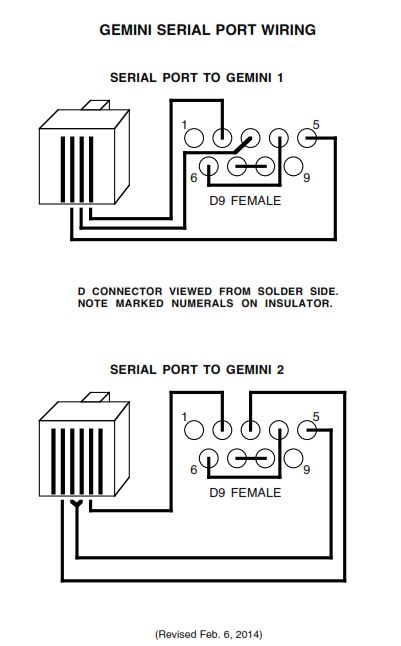 GEMINI SERIAL PORT WIRING
SERIAL PORT TO GEMINI 1
1
5
6
9
D9 FEMALE
D CONNECTOR VIEWED FROM SOLDER SIDE.
NOTE MARKED NUMERALS ON INSULATOR.
SERIAL PORT TO GEMINI 2
1
5
6
9
D9 FEMALE
(Revised Feb. 6, 2014)